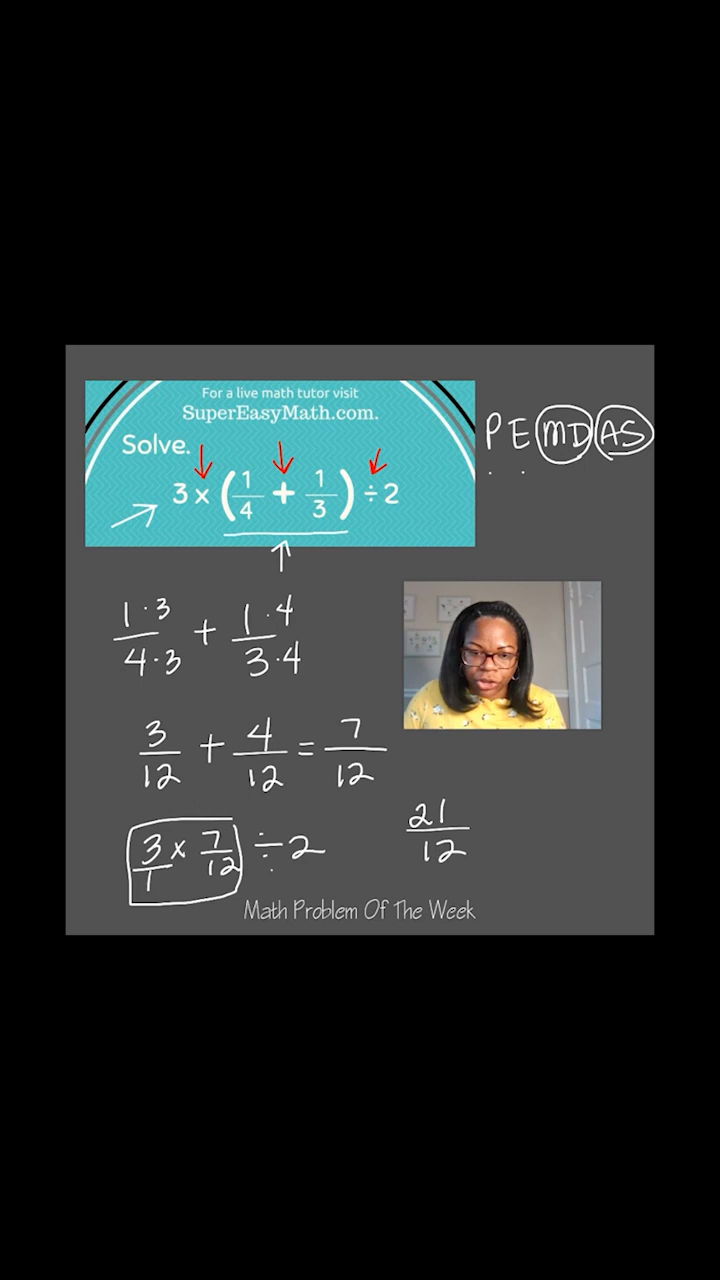 For a live math tutor visit
SuperEasyMath.com.
Solve.
3 × (1/4 + 1/3) ÷ 2
P E MD AS
1·3/4·3 + 1·4/3·4
3/12 + 4/12 = 7/12
3/1 × 7/12 ÷ 2
21/12
Math Problem Of The Week